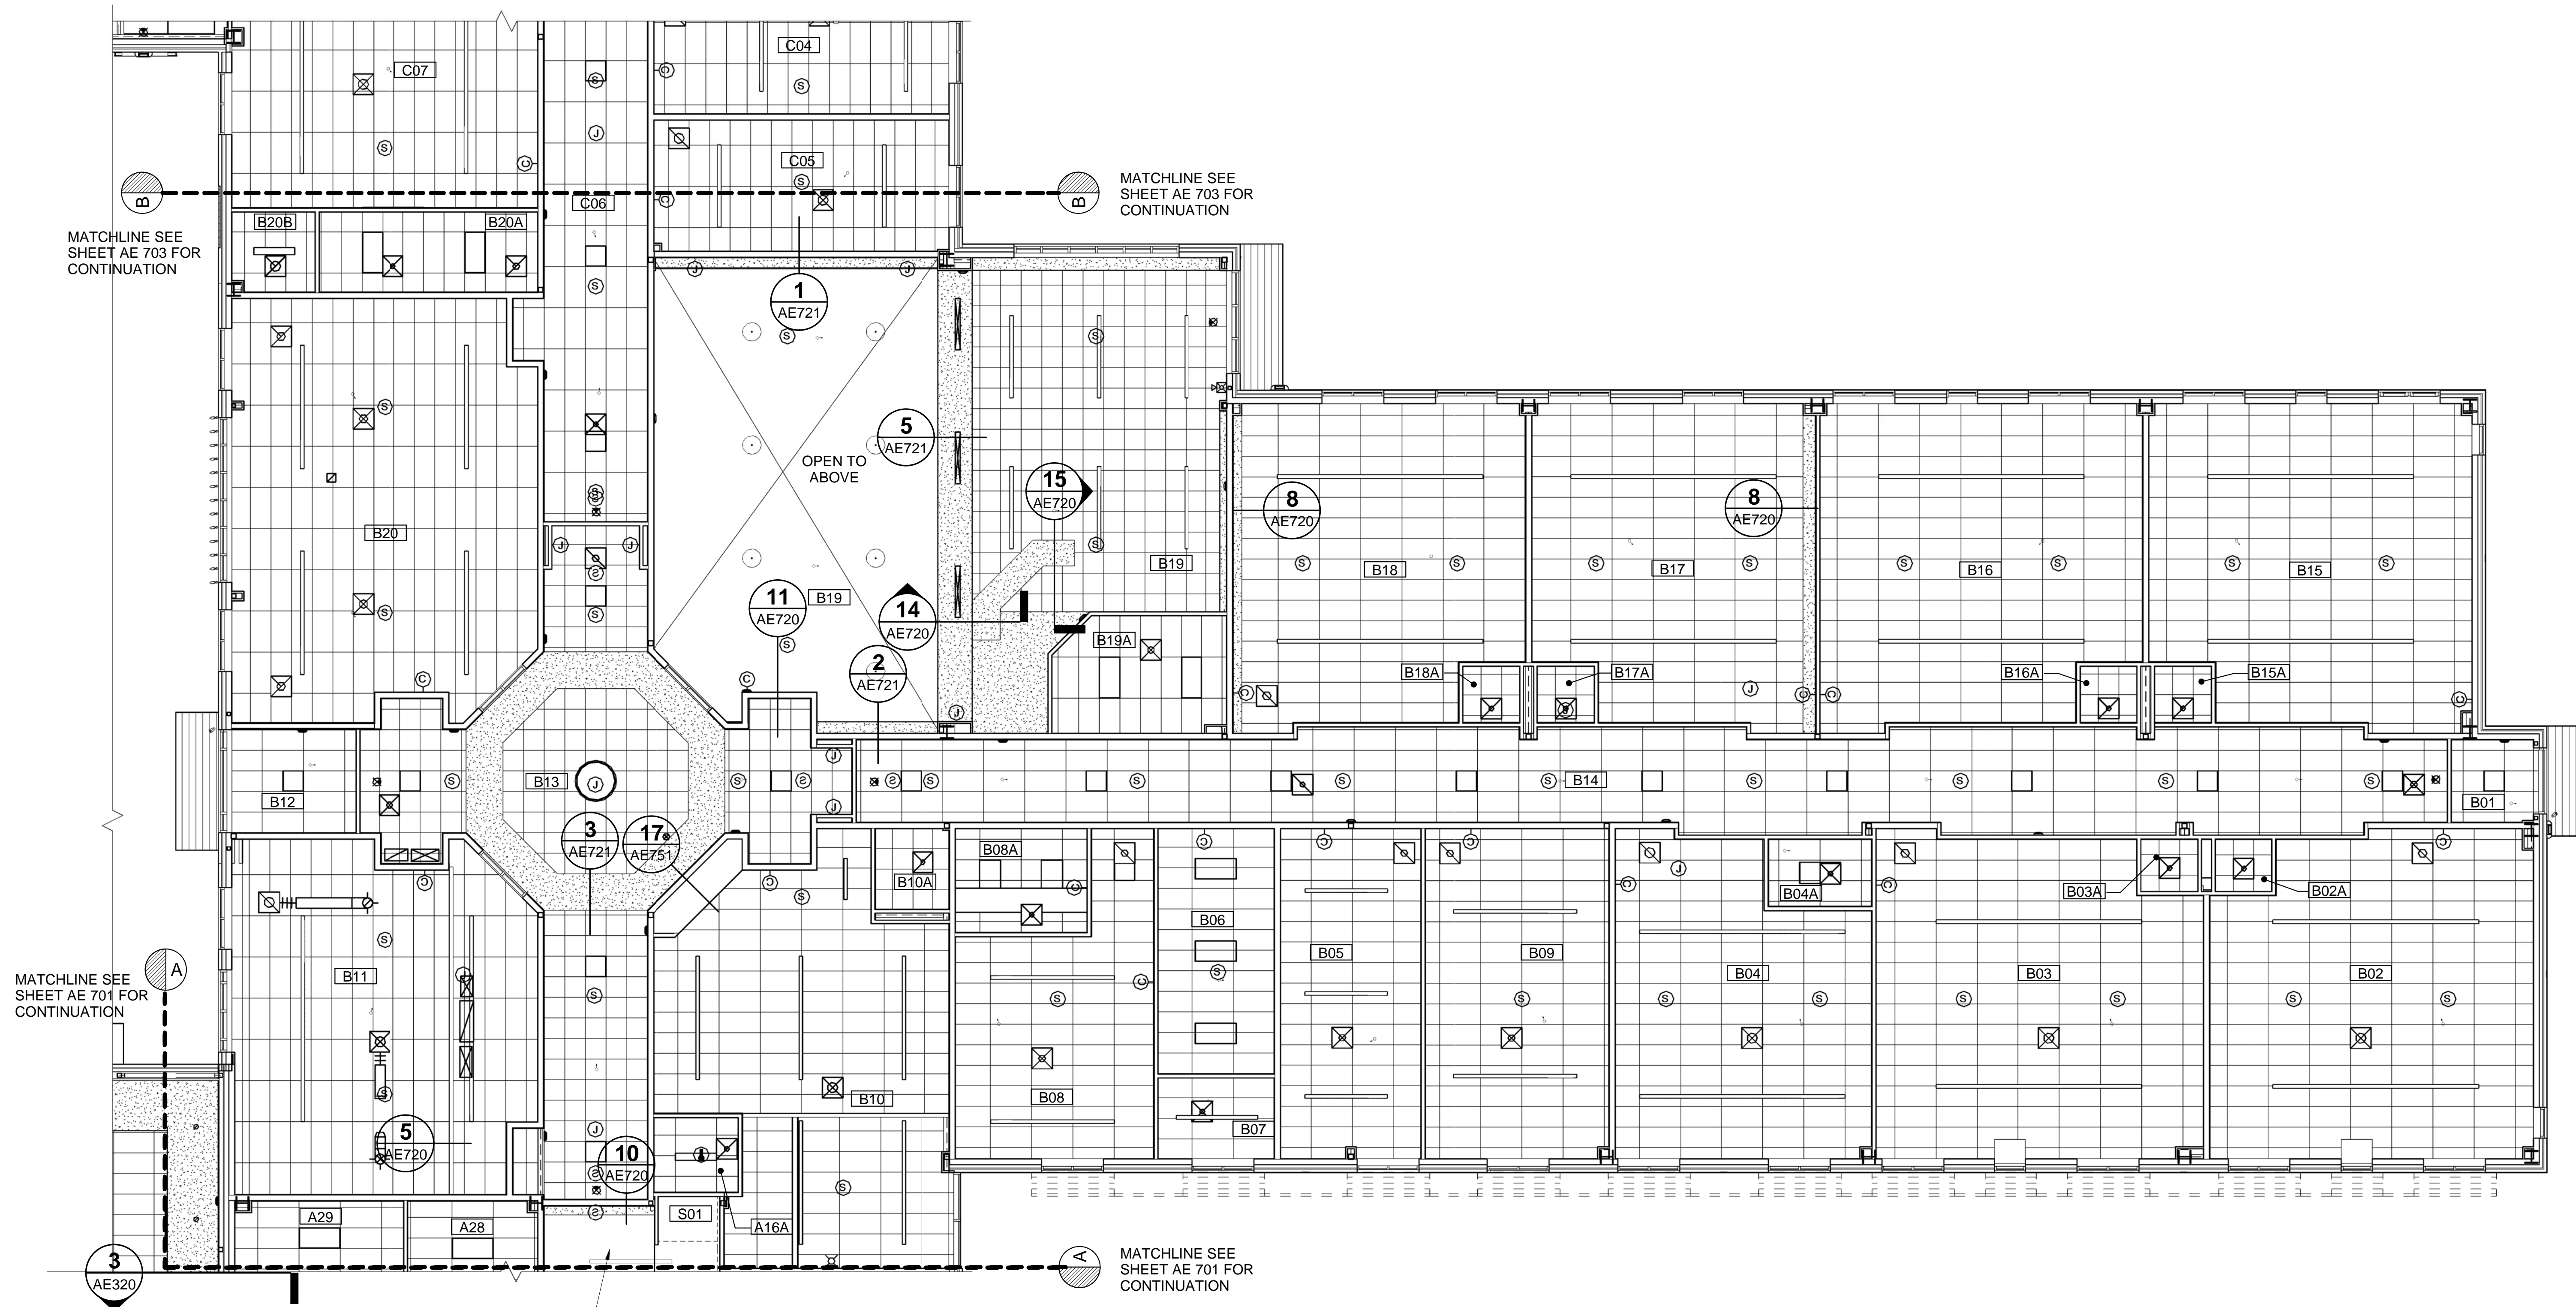 C04
C07
C05
B
B
MATCHLINE SEE
SHEET AE 703 FOR
CONTINUATION
C06
B20B
B20A
MATCHLINE SEE
SHEET AE 703 FOR
CONTINUATION
1
AE721
5
AE721
OPEN TO
ABOVE
15
AE720
8
AE720
8
AE720
B20
B19
B18
B17
B16
B15
11
AE720
B19
14
AE720
B19A
2
AE721
B18A
B17A
B16A
B15A
B12
B13
B14
B01
3
AE721
17
AE751
B08A
B10A
B04A
B03A
B02A
B06
B05
B09
B04
B03
B02
MATCHLINE SEE
SHEET AE 701 FOR
CONTINUATION
A
B11
B10
B08
B07
5
AE720
10
AE720
A29
A28
S01
A16A
3
AE320
A
MATCHLINE SEE
SHEET AE 701 FOR
CONTINUATION